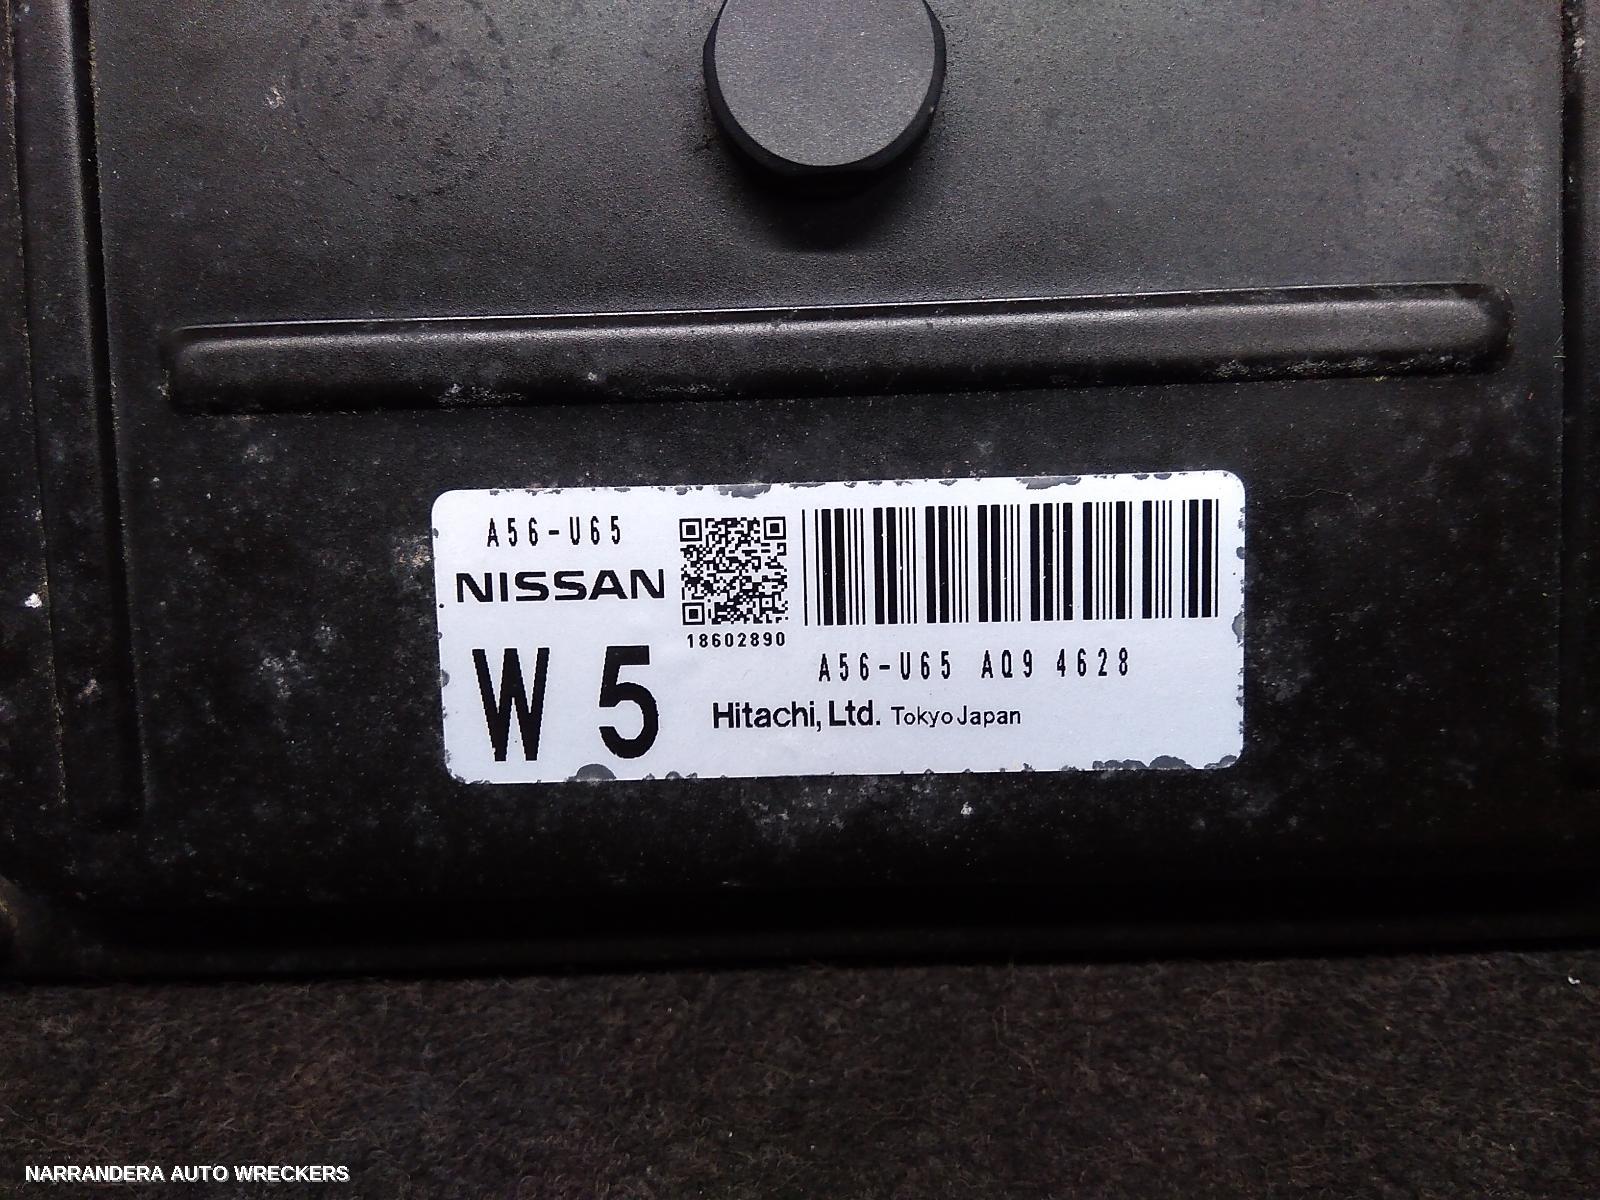 A56-U65
NISSAN
W 5
18602890
A56-U65 AQ9 4628
Hitachi, Ltd. Tokyo Japan
NARRANDERA AUTO WRECKERS